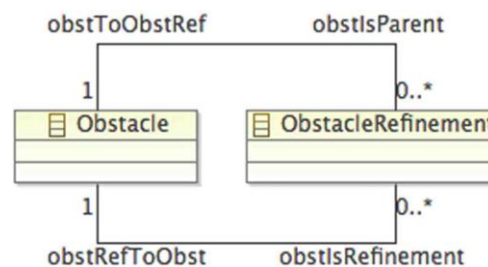 obstToObstRef obstIsParent
1 0..*
Obstacle ObstacleRefinement
1 0..*
obstRefToObst obstIsRefinement